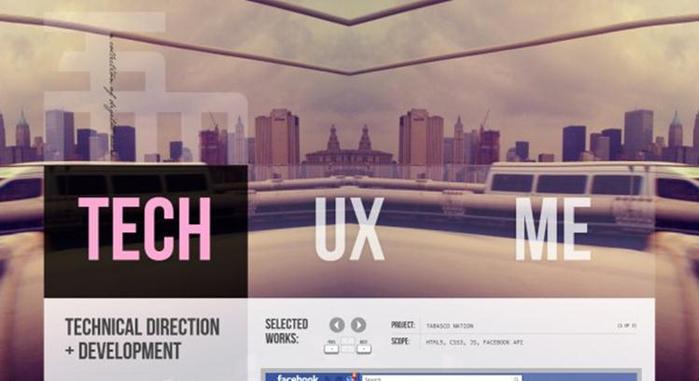 TECH
UX
ME
TECHNICAL DIRECTION
+ DEVELOPMENT
SELECTED
WORKS:
PROJECT: TABASCO NATION
SCOPE: HTML5, CSS3, JS, FACEBOOK API
facebook
Search